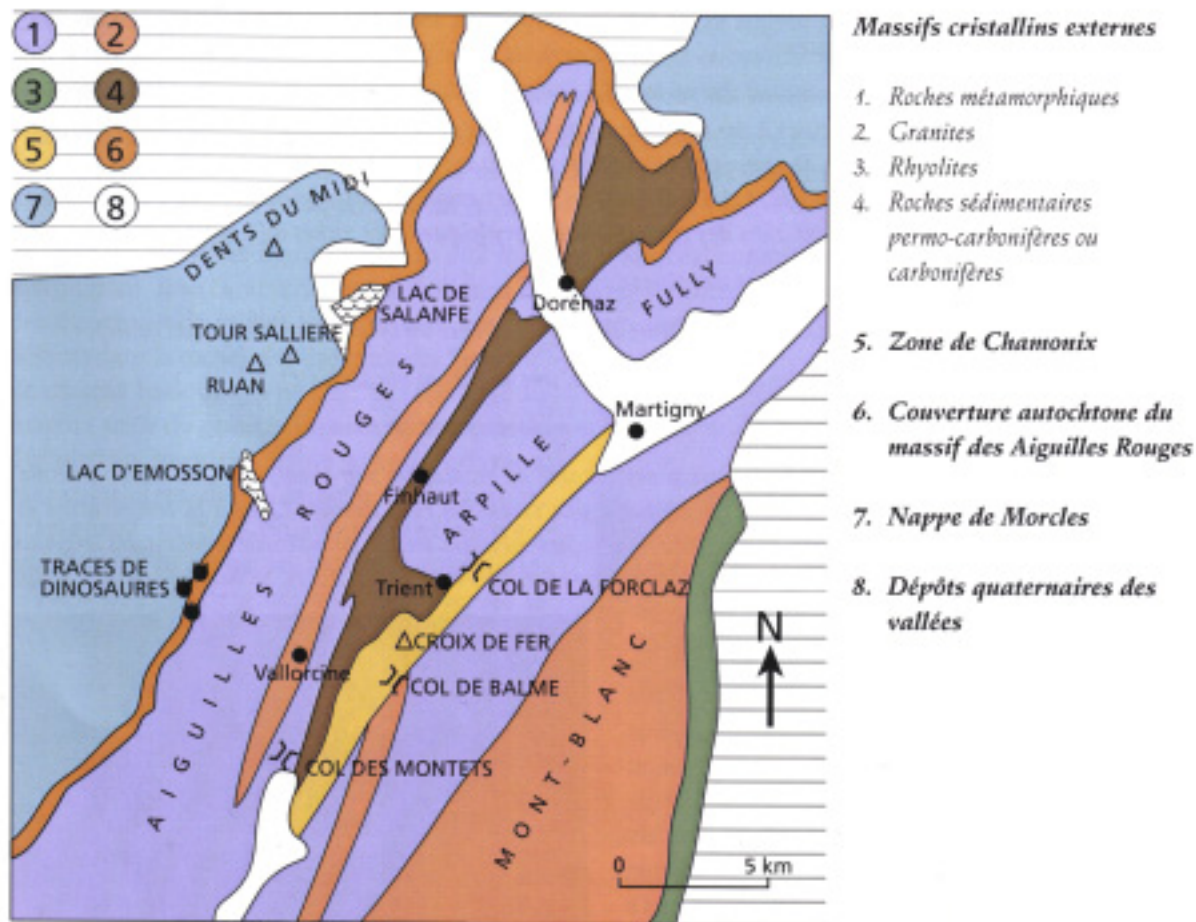 1 2
3 4
5 6
7 8
DENTS DU MIDI
LAC DE
SALANFE
TOUR SALLIERE
RUAN
Dorénaz
FULLY
Martigny
LAC D'EMOSSON
Finhaut
ARPILLE
AIGUILLES ROUGES
TRACES DE
DINOSAURES
Trient
COL DE LA FORCLAZ
CROIX DE FER
Vallorcine
COL DE BALME
COL DES MONTETS
MONT-BLANC
N
0 5 km
Massifs cristallins externes
1. Roches métamorphiques
2. Granites
3. Rhyolites
4. Roches sédimentaires
permo-carbonifères ou
carbonifères
5. Zone de Chamonix
6. Couverture autochtone du
massif des Aiguilles Rouges
7. Nappe de Morcles
8. Dépôts quaternaires des
vallées